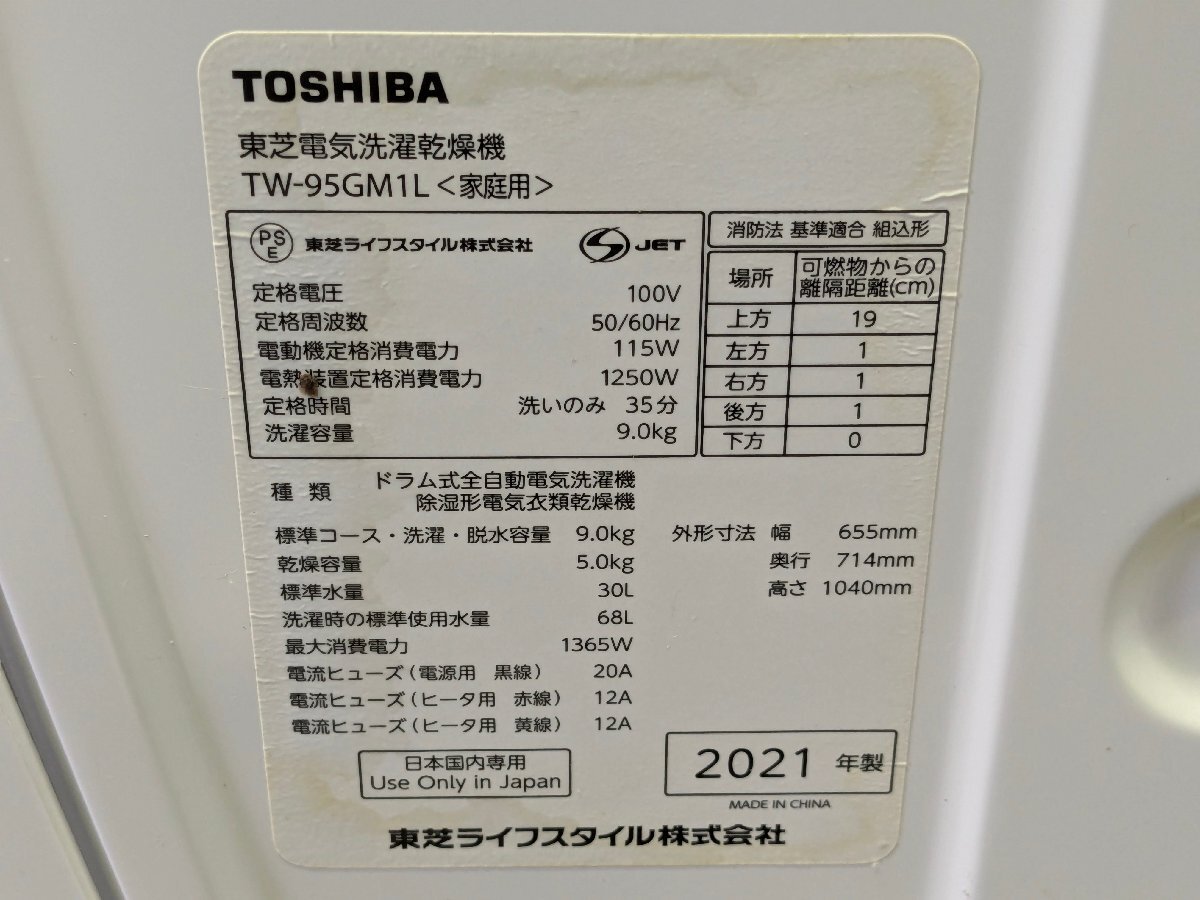 TOSHIBA
東芝電気洗濯乾燥機
TW-95GM1L<家庭用>
PSE 東芝ライフスタイル株式会社 S JET
定格電圧 100V
定格周波数 50/60Hz
電動機定格消費電力 115W
電熱装置定格消費電力 1250W
定格時間 洗いのみ 35分
洗濯容量 9.0kg
消防法 基準適合 組込形
場所 可燃物からの離隔距離(cm)
上方 19
左方 1
右方 1
後方 1
下方 0
種類 ドラム式全自動電気洗濯機
除湿形電気衣類乾燥機
標準コース・洗濯・脱水容量 9.0kg
乾燥容量 5.0kg
標準水量 30L
洗濯時の標準使用水量 68L
最大消費電力 1365W
電流ヒューズ(電源用 黒線) 20A
電流ヒューズ(ヒータ用 赤線) 12A
電流ヒューズ(ヒータ用 黄線) 12A
外形寸法 幅 655mm
奥行 714mm
高さ 1040mm
日本国内専用
Use Only in Japan
2021 年製
MADE IN CHINA
東芝ライフスタイル株式会社